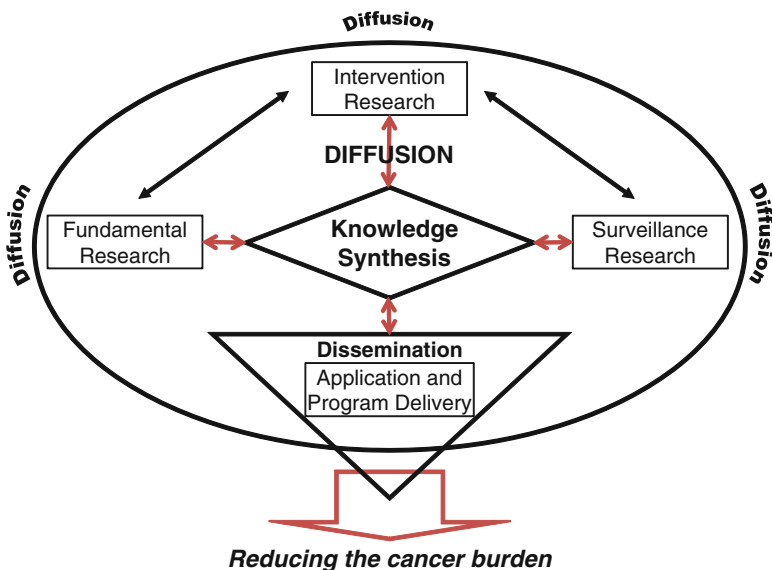 Diffusion
Intervention
Research
DIFFUSION
Diffusion
Diffusion
Fundamental
Research
Knowledge
Synthesis
Surveillance
Research
Dissemination
Application and
Program Delivery
Reducing the cancer burden